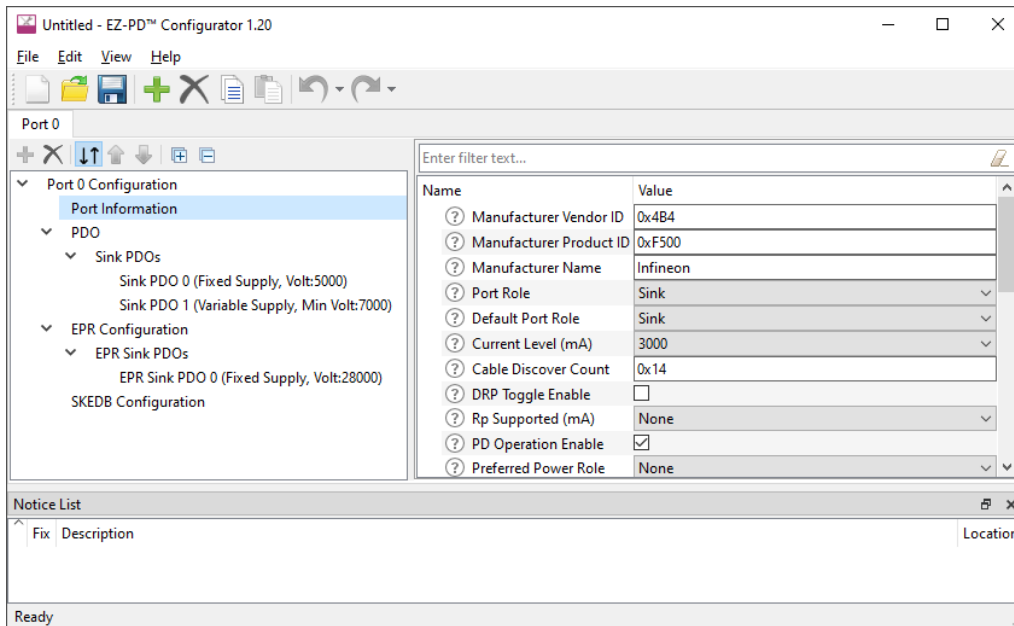 Untitled - EZ-PD™ Configurator 1.20
File Edit View Help
Port 0
Enter filter text...
Port 0 Configuration
Port Information
PDO
Sink PDOs
Sink PDO 0 (Fixed Supply, Volt:5000)
Sink PDO 1 (Variable Supply, Min Volt:7000)
EPR Configuration
EPR Sink PDOs
EPR Sink PDO 0 (Fixed Supply, Volt:28000)
SKEDB Configuration
Name Value
? Manufacturer Vendor ID 0x4B4
? Manufacturer Product ID 0xF500
? Manufacturer Name Infineon
? Port Role Sink
? Default Port Role Sink
? Current Level (mA) 3000
? Cable Discover Count 0x14
? DRP Toggle Enable
? Rp Supported (mA) None
? PD Operation Enable
? Preferred Power Role None
Notice List
Fix Description Location
Ready